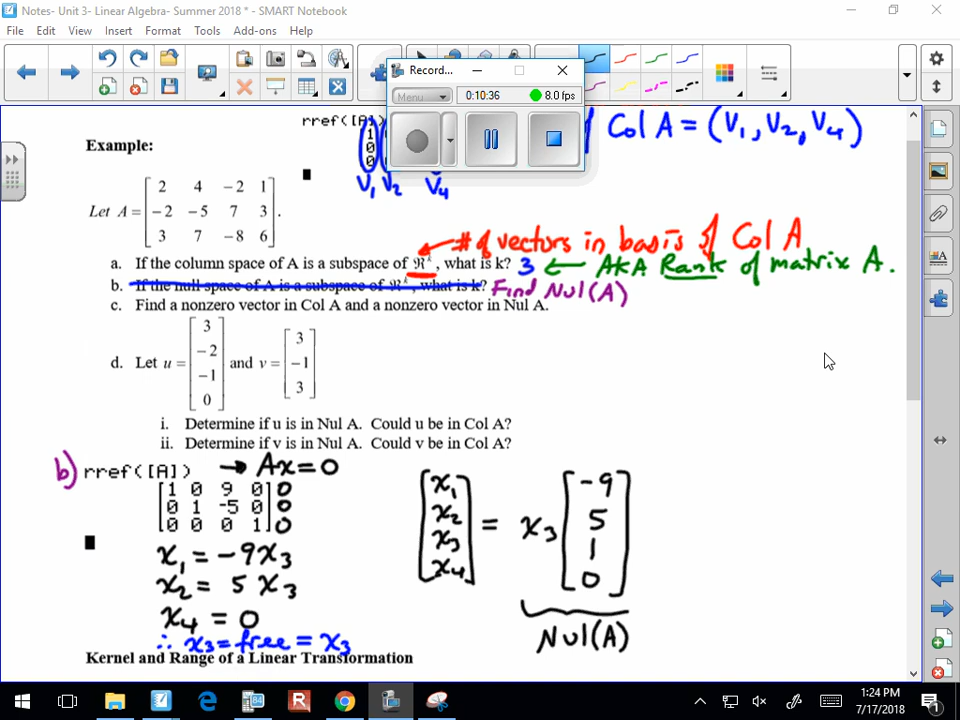 Notes- Unit 3- Linear Algebra- Summer 2018 * - SMART Notebook
File Edit View Insert Format Tools Add-ons Help
Record...
Menu 0:10:36 8.0 fps
rref([A])
1
0
0
V1 V2 V4
f Col A = (V1, V2, V4)
Example:
Let A = [2 4 −2 1
−2 −5 7 3
3 7 −8 6].
# of vectors in basis of Col A
a. If the column space of A is a subspace of ℜ^k, what is k? 3 ← AKA Rank of matrix A.
b. If the null space of A is a subspace of ℜ^k, what is k? Find Nul(A)
c. Find a nonzero vector in Col A and a nonzero vector in Nul A.
d. Let u = [3 −2 −1 0] and v = [3 −1 3]
i. Determine if u is in Nul A. Could u be in Col A?
ii. Determine if v is in Nul A. Could v be in Col A?
b) rref([A]) → Ax=0
[1 0 9 0] 0
[0 1 -5 0] 0
[0 0 0 1] 0
x1 = -9x3
x2 = 5 x3
x4 = 0
∴ x3 = free = x3
[x1 x2 x3 x4] = x3 [-9 5 1 0]
Nul(A)
Kernel and Range of a Linear Transformation
1:24 PM
7/17/2018
1